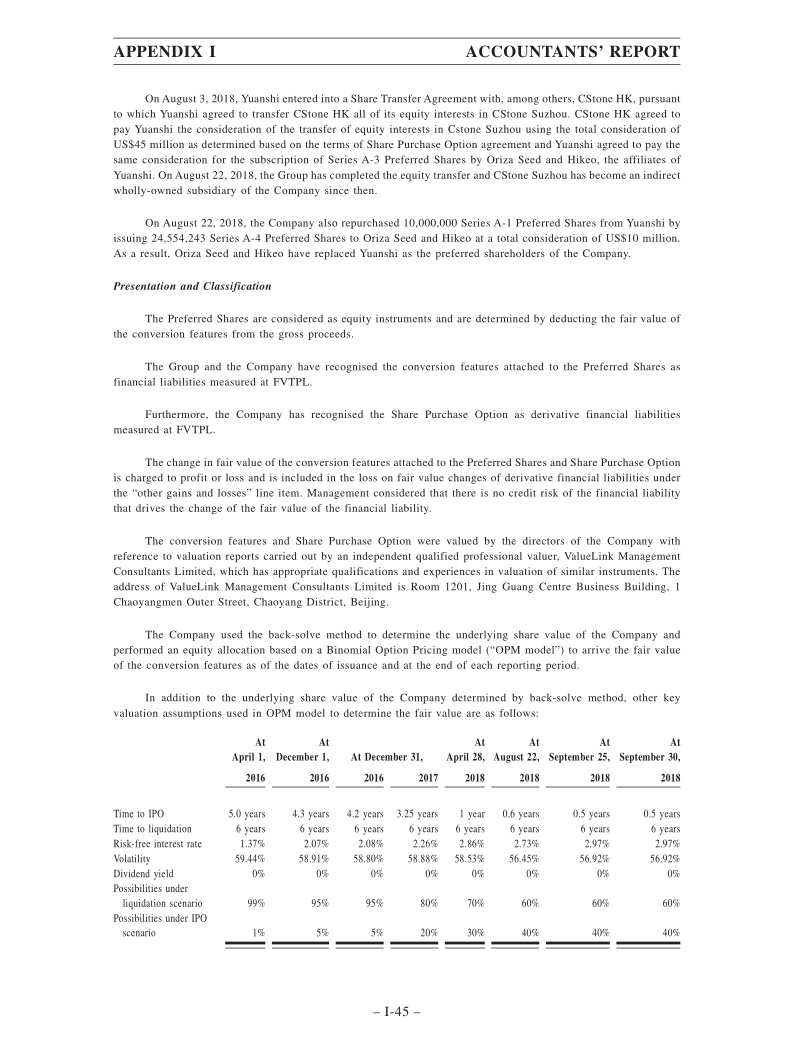 APPENDIX I ACCOUNTANTS’ REPORT
On August 3, 2018, Yuanshi entered into a Share Transfer Agreement with, among others, CStone HK, pursuant
to which Yuanshi agreed to transfer CStone HK all of its equity interests in CStone Suzhou. CStone HK agreed to
pay Yuanshi the consideration of the transfer of equity interests in Cstone Suzhou using the total consideration of
US$45 million as determined based on the terms of Share Purchase Option agreement and Yuanshi agreed to pay the
same consideration for the subscription of Series A-3 Preferred Shares by Oriza Seed and Hikeo, the affiliates of
Yuanshi. On August 22, 2018, the Group has completed the equity transfer and CStone Suzhou has become an indirect
wholly-owned subsidiary of the Company since then.
On August 22, 2018, the Company also repurchased 10,000,000 Series A-1 Preferred Shares from Yuanshi by
issuing 24,554,243 Series A-4 Preferred Shares to Oriza Seed and Hikeo at a total consideration of US$10 million.
As a result, Oriza Seed and Hikeo have replaced Yuanshi as the preferred shareholders of the Company.
Presentation and Classification
The Preferred Shares are considered as equity instruments and are determined by deducting the fair value of
the conversion features from the gross proceeds.
The Group and the Company have recognised the conversion features attached to the Preferred Shares as
financial liabilities measured at FVTPL.
Furthermore, the Company has recognised the Share Purchase Option as derivative financial liabilities
measured at FVTPL.
The change in fair value of the conversion features attached to the Preferred Shares and Share Purchase Option
is charged to profit or loss and is included in the loss on fair value changes of derivative financial liabilities under
the “other gains and losses” line item. Management considered that there is no credit risk of the financial liability
that drives the change of the fair value of the financial liability.
The conversion features and Share Purchase Option were valued by the directors of the Company with
reference to valuation reports carried out by an independent qualified professional valuer, ValueLink Management
Consultants Limited, which has appropriate qualifications and experiences in valuation of similar instruments. The
address of ValueLink Management Consultants Limited is Room 1201, Jing Guang Centre Business Building, 1
Chaoyangmen Outer Street, Chaoyang District, Beijing.
The Company used the back-solve method to determine the underlying share value of the Company and
performed an equity allocation based on a Binomial Option Pricing model (“OPM model”) to arrive the fair value
of the conversion features as of the dates of issuance and at the end of each reporting period.
In addition to the underlying share value of the Company determined by back-solve method, other key
valuation assumptions used in OPM model to determine the fair value are as follows:
At At At At At At
April 1, December 1, At December 31, April 28, August 22, September 25, September 30,
2016 2016 2016 2017 2018 2018 2018 2018
Time to IPO 5.0 years 4.3 years 4.2 years 3.25 years 1 year 0.6 years 0.5 years 0.5 years
Time to liquidation 6 years 6 years 6 years 6 years 6 years 6 years 6 years 6 years
Risk-free interest rate 1.37% 2.07% 2.08% 2.26% 2.86% 2.73% 2.97% 2.97%
Volatility 59.44% 58.91% 58.80% 58.88% 58.53% 56.45% 56.92% 56.92%
Dividend yield 0% 0% 0% 0% 0% 0% 0% 0%
Possibilities under
liquidation scenario 99% 95% 95% 80% 70% 60% 60% 60%
Possibilities under IPO
scenario 1% 5% 5% 20% 30% 40% 40% 40%
– I-45 –